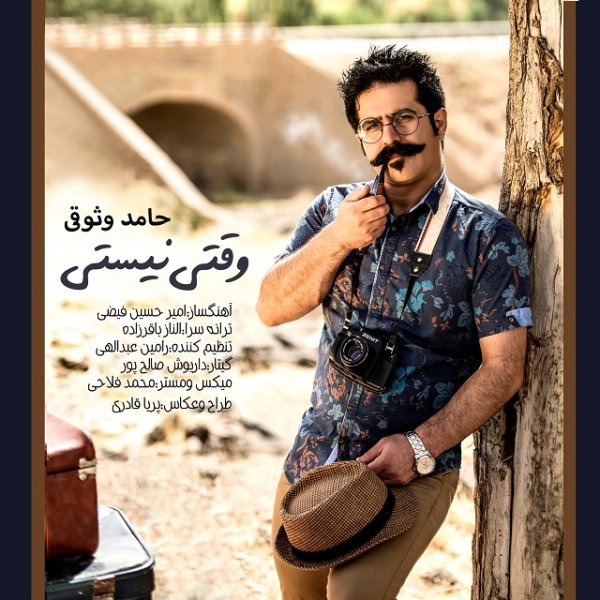 حامد وثوقی
وقتی نیستی
آهنگساز:امیر حسین فیضی
ترانه سرا:الناز باقرزاده
تنظیم کننده:رامین عبدالهی
گیتار:داریوش صالح پور
میکس ومستر:محمد فلاحی
طراح وعکاس:پریا قادری